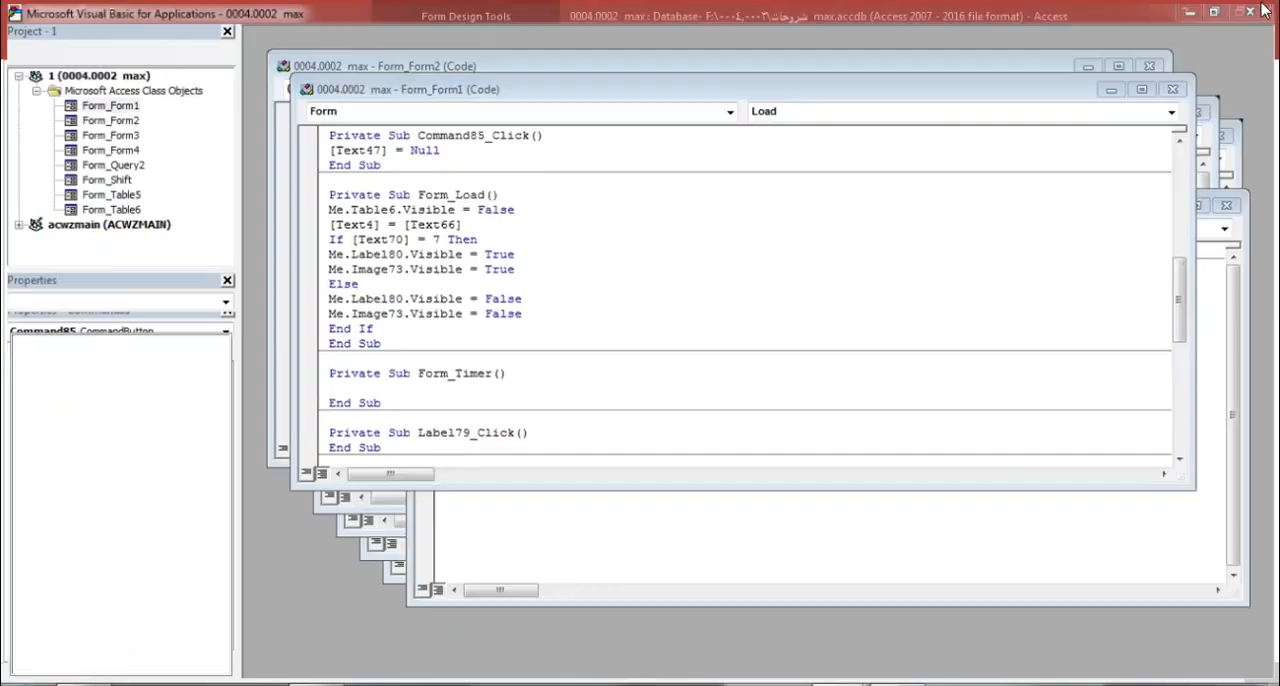 Microsoft Visual Basic for Applications - 0004.0002 max
Form Design Tools
0004.0002 max : Database- F:\شروحات\٠٠٠٤,٠٠٠٢ max.accdb (Access 2007 - 2016 file format) - Access
Project - 1
1 (0004.0002 max)
Microsoft Access Class Objects
Form_Form1
Form_Form2
Form_Form3
Form_Form4
Form_Query2
Form_Shift
Form_Table5
Form_Table6
acwzmain (ACWZMAIN)
Properties
Properties - Command85
Command85 CommandButton
0004.0002 max - Form_Form2 (Code)
0004.0002 max - Form_Form1 (Code)
Form
Load
Private Sub Command85_Click()
[Text47] = Null
End Sub
Private Sub Form_Load()
Me.Table6.Visible = False
[Text4] = [Text66]
If [Text70] = 7 Then
Me.Label80.Visible = True
Me.Image73.Visible = True
Else
Me.Label80.Visible = False
Me.Image73.Visible = False
End If
End Sub
Private Sub Form_Timer()
End Sub
Private Sub Label79_Click()
End Sub